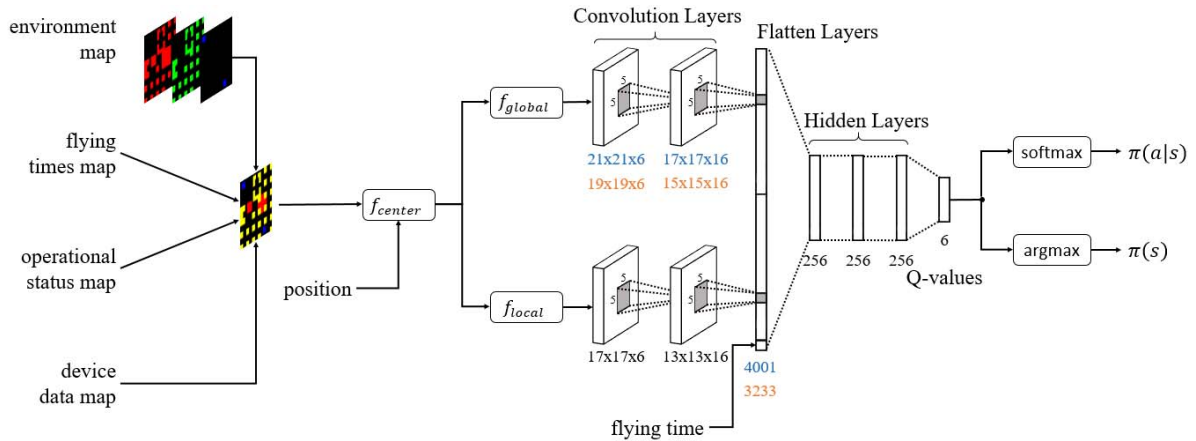 environment
map
flying
times map
operational
status map
device
data map
position
f_center
f_global
f_local
Convolution Layers
5
5
5
5
21x21x6
17x17x16
19x19x6
15x15x16
5
5
5
5
17x17x6
13x13x16
Flatten Layers
4001
3233
flying time
Hidden Layers
256
256
256
6
Q-values
softmax
π(a|s)
argmax
π(s)